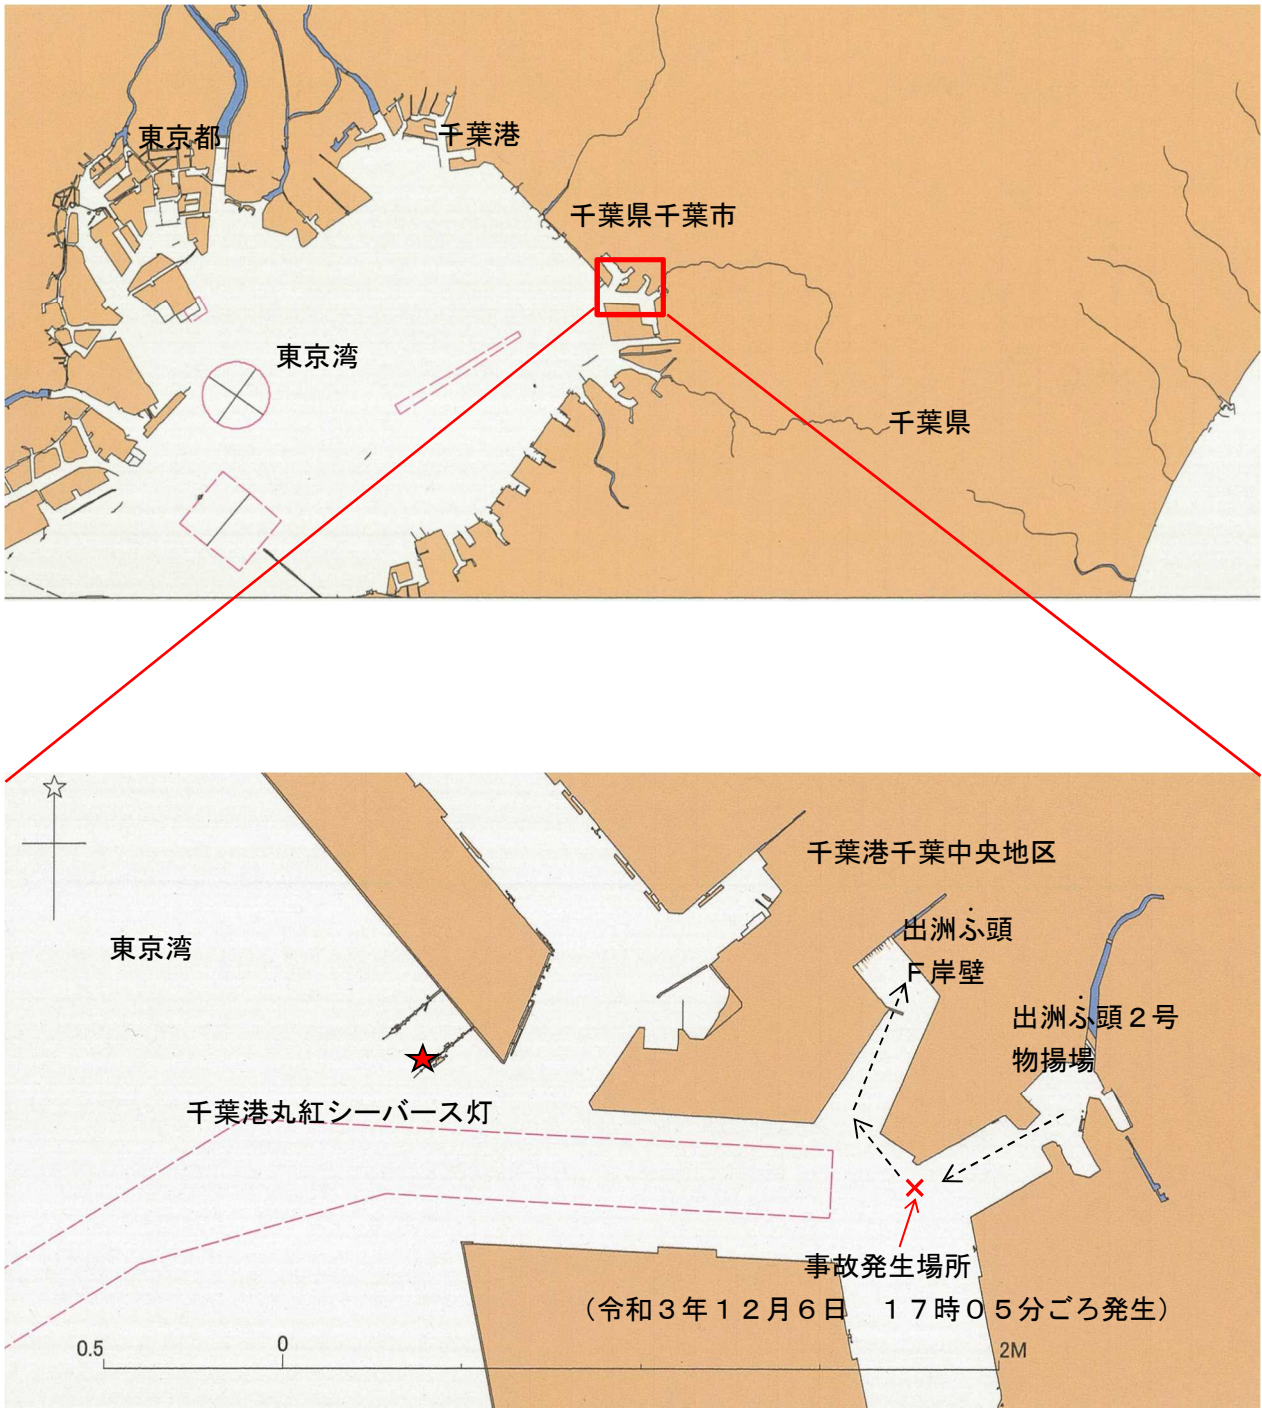 東京都
千葉港
千葉県千葉市
東京湾
千葉県
千葉港千葉中央地区
出洲ふ頭
F岸壁
東京湾
出洲ふ頭2号
物揚場
千葉港丸紅シーバース灯
事故発生場所
(令和3年12月6日 17時05分ごろ発生)
0.5 0 2M